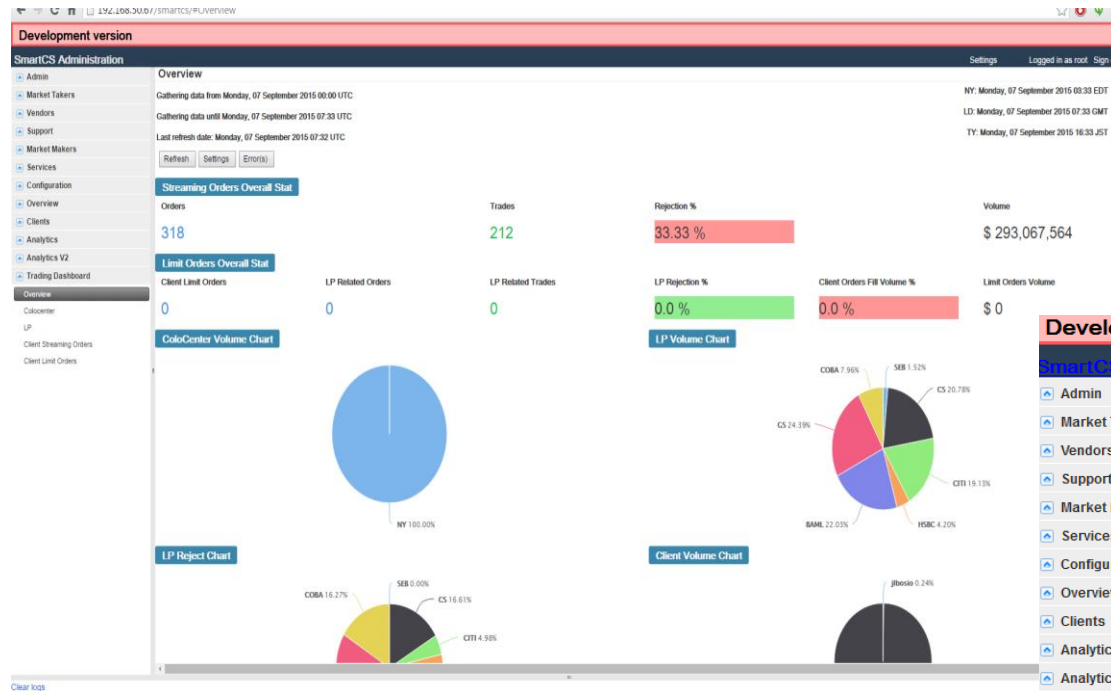 192.168.50.67/smartcs/#Overview
Development version
SmartCS Administration
Settings Logged in as root Sign
Admin
Market Takers
Vendors
Support
Market Makers
Services
Configuration
Overview
Clients
Analytics
Analytics V2
Trading Dashboard
Overview
Colocenter
LP
Client Streaming Orders
Client Limit Orders
Overview
Gathering data from Monday, 07 September 2015 00:00 UTC
Gathering data until Monday, 07 September 2015 07:33 UTC
Last refresh date: Monday, 07 September 2015 07:32 UTC
NY: Monday, 07 September 2015 03:33 EDT
LD: Monday, 07 September 2015 07:33 GMT
TY: Monday, 07 September 2015 16:33 JST
Refresh Settings Error(s)
Streaming Orders Overall Stat
Orders Trades Rejection % Volume
318 212 33.33 % $ 293,067,564
Limit Orders Overall Stat
Client Limit Orders LP Related Orders LP Related Trades LP Rejection % Client Orders Fill Volume % Limit Orders Volume
0 0 0 0.0 % 0.0 % $ 0
ColoCenter Volume Chart
NY 100.00%
LP Volume Chart
COBA 7.96% SEB 1.52%
CS 20.78%
GS 24.39%
CITI 19.13%
BAML 22.03% HSBC 4.20%
LP Reject Chart
SEB 0.00%
COBA 16.27% CS 16.61%
CITI 4.98%
Client Volume Chart
jlbosio 0.24%
Clear logs
Develo
SmartCS
Admin
Market
Vendors
Support
Market
Service
Configu
Overvie
Clients
Analytic
Analytic